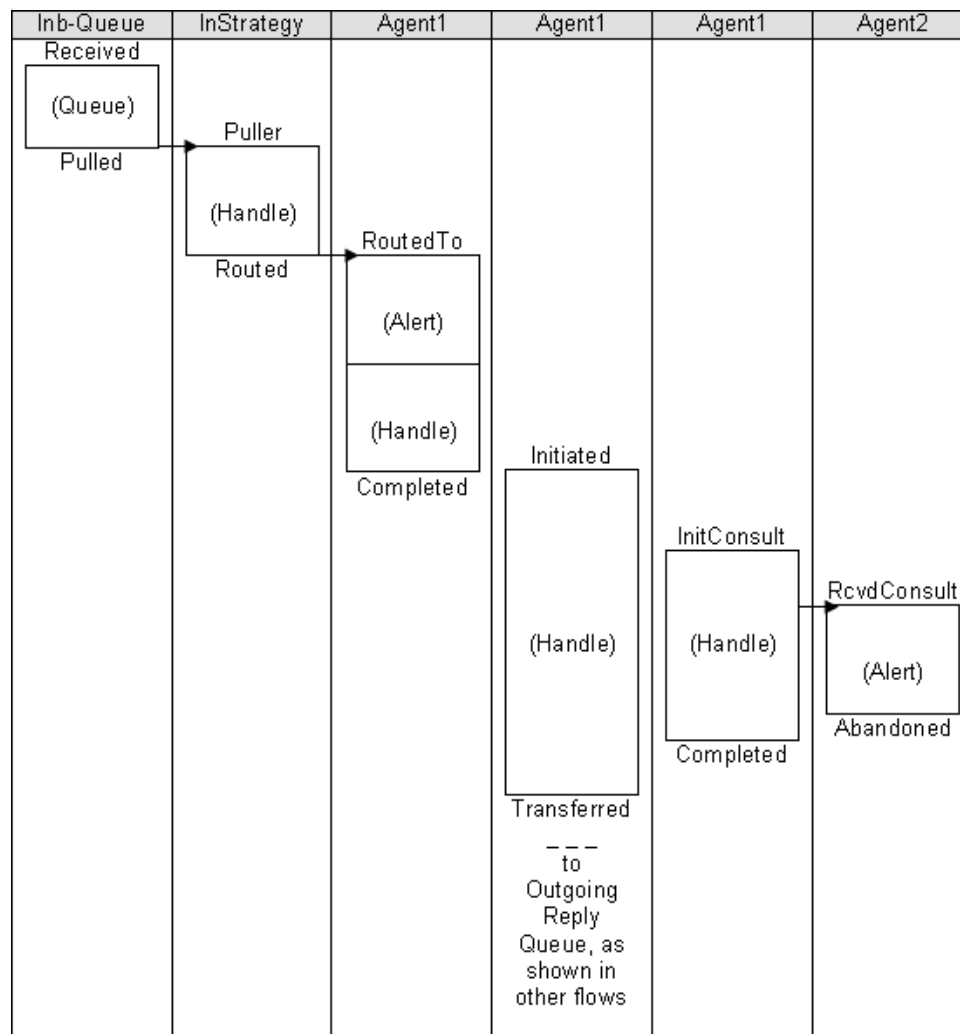 Inb-Queue
InStrategy
Agent1
Agent1
Agent1
Agent2
Received
(Queue)
Pulled
Puller
(Handle)
Routed
RoutedTo
(Alert)
(Handle)
Completed
Initiated
(Handle)
Transferred
_ _ _
to
Outgoing
Reply
Queue, as
shown in
other flows
InitConsult
(Handle)
Completed
RcvdConsult
(Alert)
Abandoned